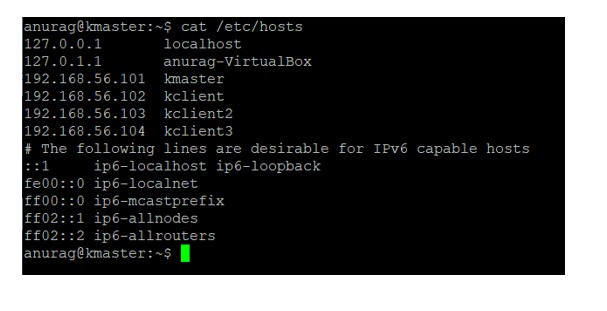 anurag@kmaster:~$ cat /etc/hosts
127.0.0.1       localhost
127.0.1.1       anurag-VirtualBox
192.168.56.101  kmaster
192.168.56.102  kclient
192.168.56.103  kclient2
192.168.56.104  kclient3
# The following lines are desirable for IPv6 capable hosts
::1     ip6-localhost ip6-loopback
fe00::0 ip6-localnet
ff00::0 ip6-mcastprefix
ff02::1 ip6-allnodes
ff02::2 ip6-allrouters
anurag@kmaster:~$